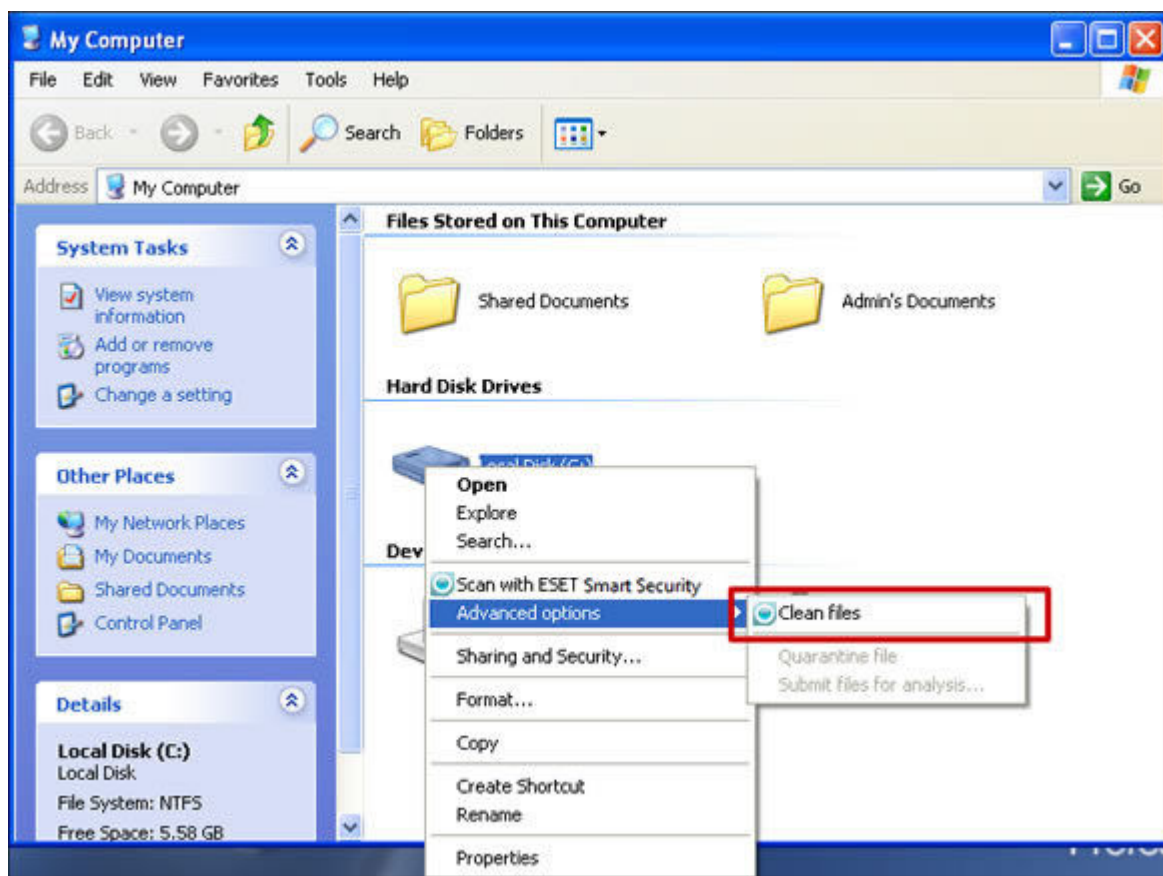 My Computer
File Edit View Favorites Tools Help
Back Search Folders
Address My Computer Go
System Tasks
View system
information
Add or remove
programs
Change a setting
Other Places
My Network Places
My Documents
Shared Documents
Control Panel
Details
Local Disk (C:)
Local Disk
File System: NTFS
Free Space: 5.58 GB
Files Stored on This Computer
Shared Documents Admin's Documents
Hard Disk Drives
Local Disk (C:)
Dev
Open
Explore
Search...
Scan with ESET Smart Security
Advanced options
Sharing and Security...
Format...
Copy
Create Shortcut
Rename
Properties
Clean files
Quarantine file
Submit files for analysis...